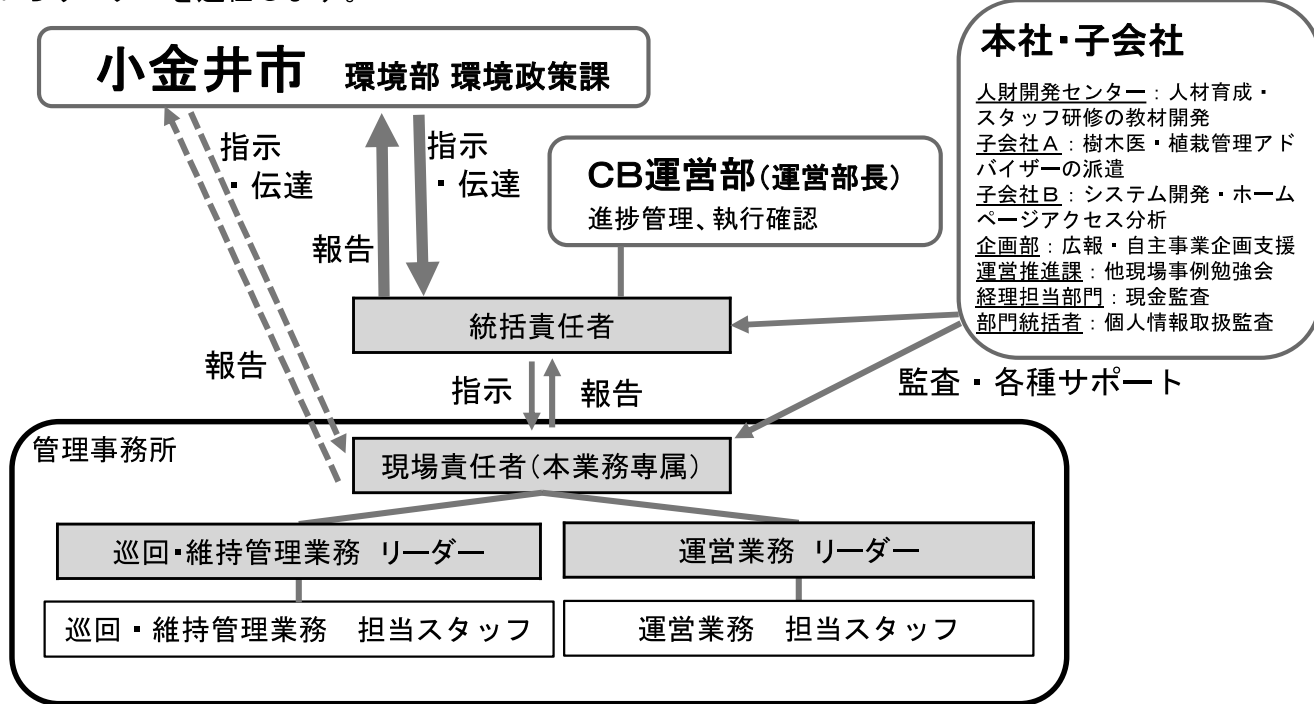 小金井市 環境部 環境政策課
本社・子会社
人財開発センター：人材育成・
スタッフ研修の教材開発
子会社Ａ：樹木医・植栽管理アド
バイザーの派遣
子会社Ｂ：システム開発・ホーム
ページアクセス分析
企画部：広報・自主事業企画支援
運営推進課：他現場事例勉強会
経理担当部門：現金監査
部門統括者：個人情報取扱監査
指示
・伝達
指示
・伝達
CB運営部（運営部長）
進捗管理、執行確認
報告
統括責任者
報告
指示
報告
監査・各種サポート
管理事務所
現場責任者（本業務専属）
巡回・維持管理業務 リーダー
運営業務 リーダー
巡回・維持管理業務　担当スタッフ
運営業務　担当スタッフ